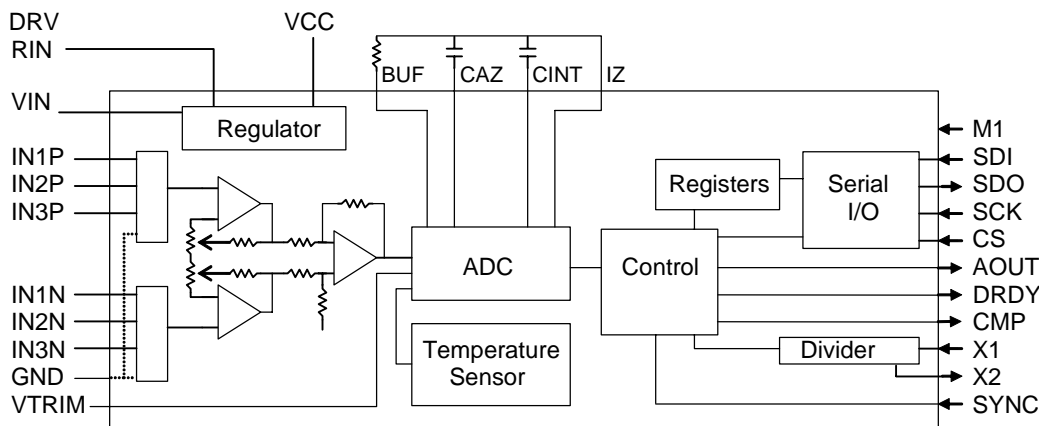 DRV
RIN
VCC
BUF
CAZ
CINT
IZ
VIN
Regulator
IN1P
IN2P
IN3P
IN1N
IN2N
IN3N
GND
VTRIM
ADC
Temperature
Sensor
Registers
Serial
I/O
Control
Divider
M1
SDI
SDO
SCK
CS
AOUT
DRDY
CMP
X1
X2
SYNC